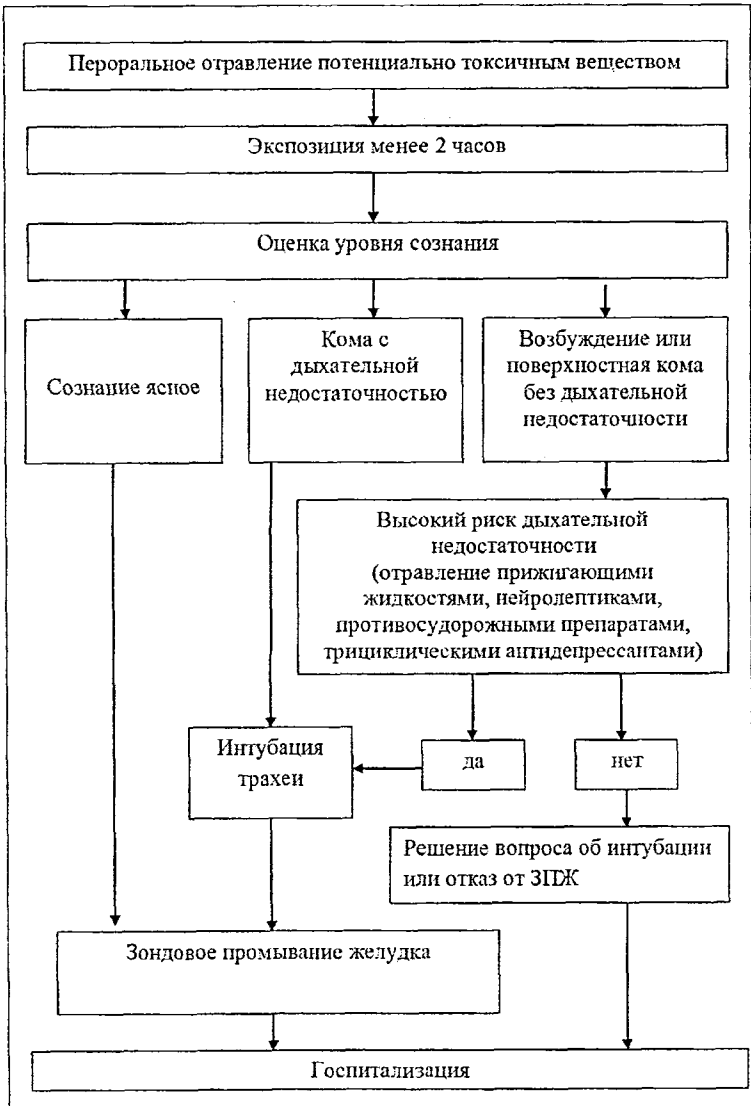 Пероральное отравление потенциально токсичным веществом
Экспозиция менее 2 часов
Оценка уровня сознания
Сознание ясное
Кома с
дыхательной
недостаточностью
Возбуждение или
поверхностная кома
без дыхательной
недостаточности
Высокий риск дыхательной
недостаточности
(отравление прижигающими
жидкостями, нейролептиками,
противосудорожными препаратами,
трициклическими антидепрессантами)
Интубация
трахеи
да
нет
Решение вопроса об интубации
или отказ от ЗПЖ
Зондовое промывание желудка
Госпитализация